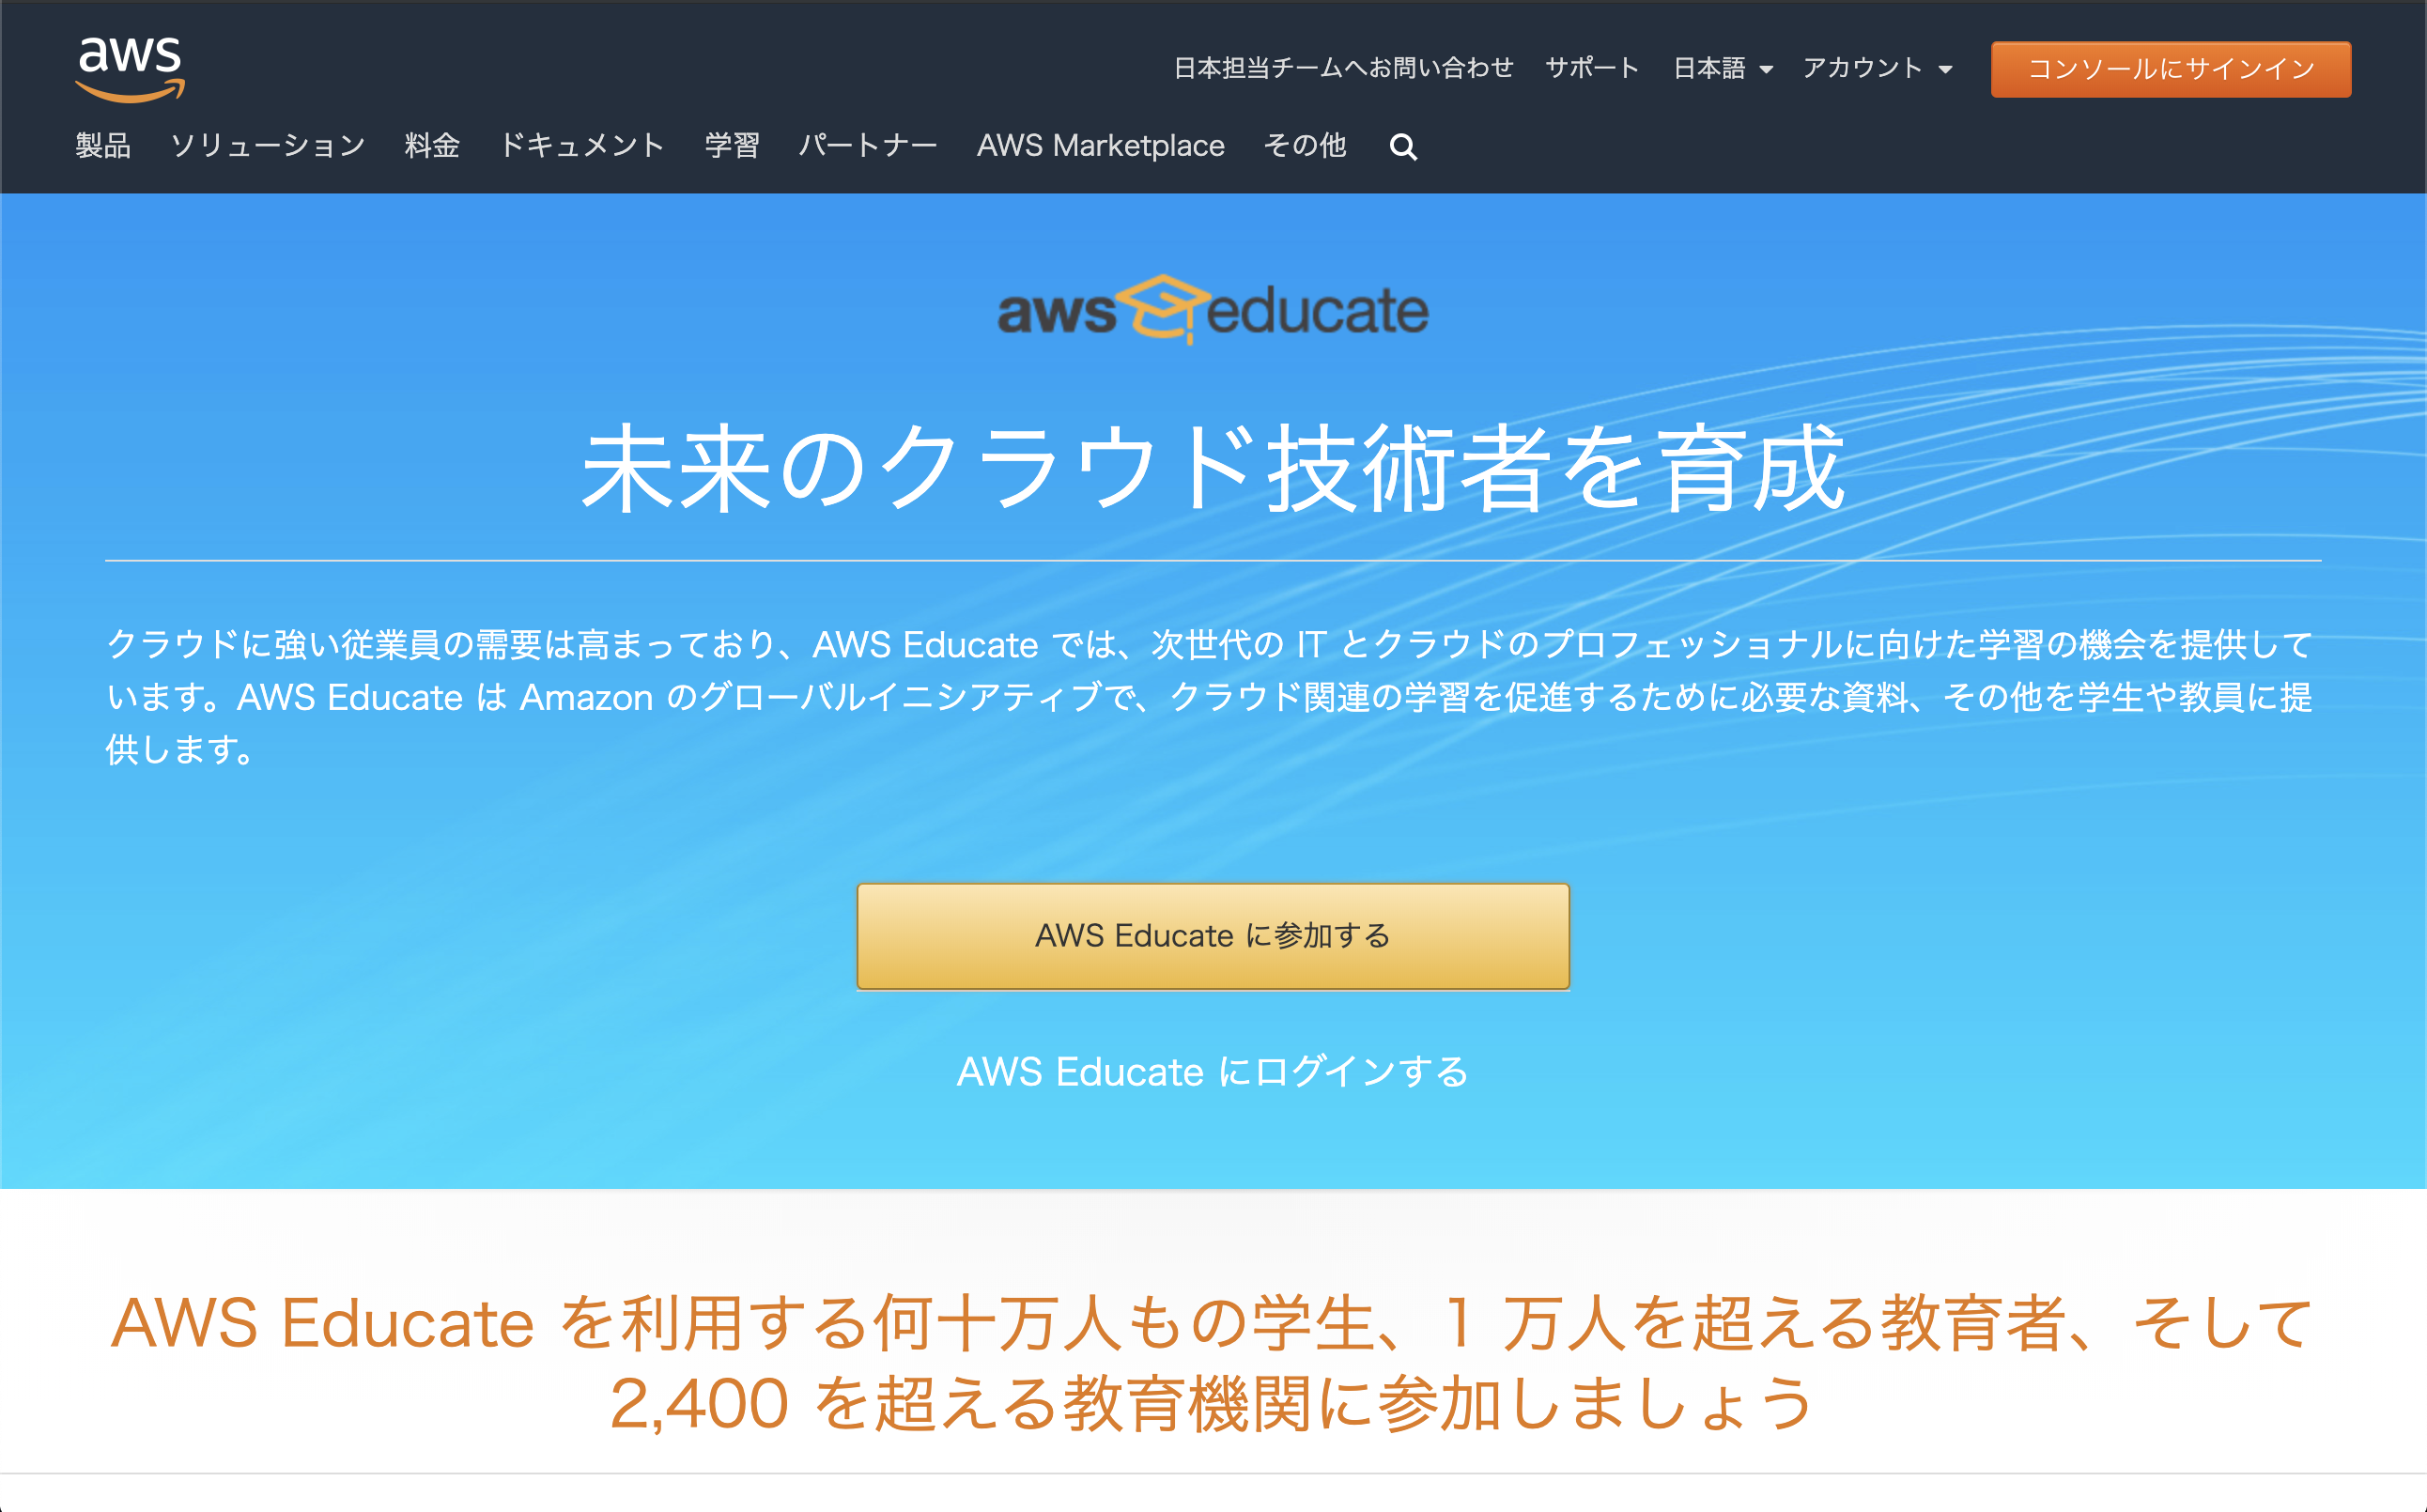 aws
日本担当チームへお問い合わせ サポート 日本語 アカウント コンソールにサインイン
製品 ソリューション 料金 ドキュメント 学習 パートナー AWS Marketplace その他
aws educate
未来のクラウド技術者を育成
クラウドに強い従業員の需要は高まっており、AWS Educate では、次世代の IT とクラウドのプロフェッショナルに向けた学習の機会を提供して
います。AWS Educate は Amazon のグローバルイニシアティブで、クラウド関連の学習を促進するために必要な資料、その他を学生や教員に提
供します。
AWS Educate に参加する
AWS Educate にログインする
AWS Educate を利用する何十万人もの学生、1 万人を超える教育者、そして
2,400 を超える教育機関に参加しましょう